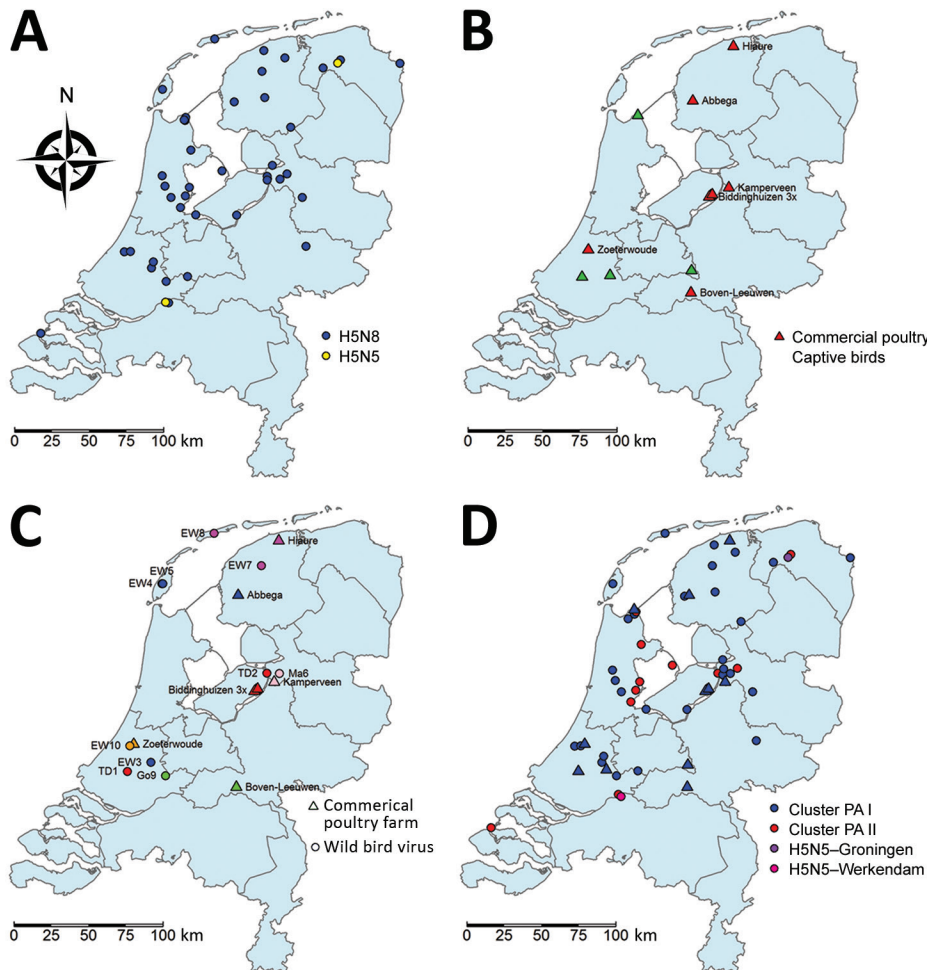 A
N
H5N8
H5N5
0 25 50 75 100 km
B
Hiaure
Abbega
Kamperveen
Biddinghuizen 3x
Zoeterwoude
Boven-Leeuwen
Commercial poultry
Captive birds
0 25 50 75 100 km
C
EW8
Hiaure
EW5
EW7
EW4
Abbega
TD2
Ma6
Kamperveen
Biddinghuizen 3x
Zoeterwoude
EW10
EW3
TD1
Go9
Boven-Leeuwen
Commerical
poultry farm
Wild bird virus
0 25 50 75 100 km
D
Cluster PA I
Cluster PA II
H5N5–Groningen
H5N5–Werkendam
0 25 50 75 100 km